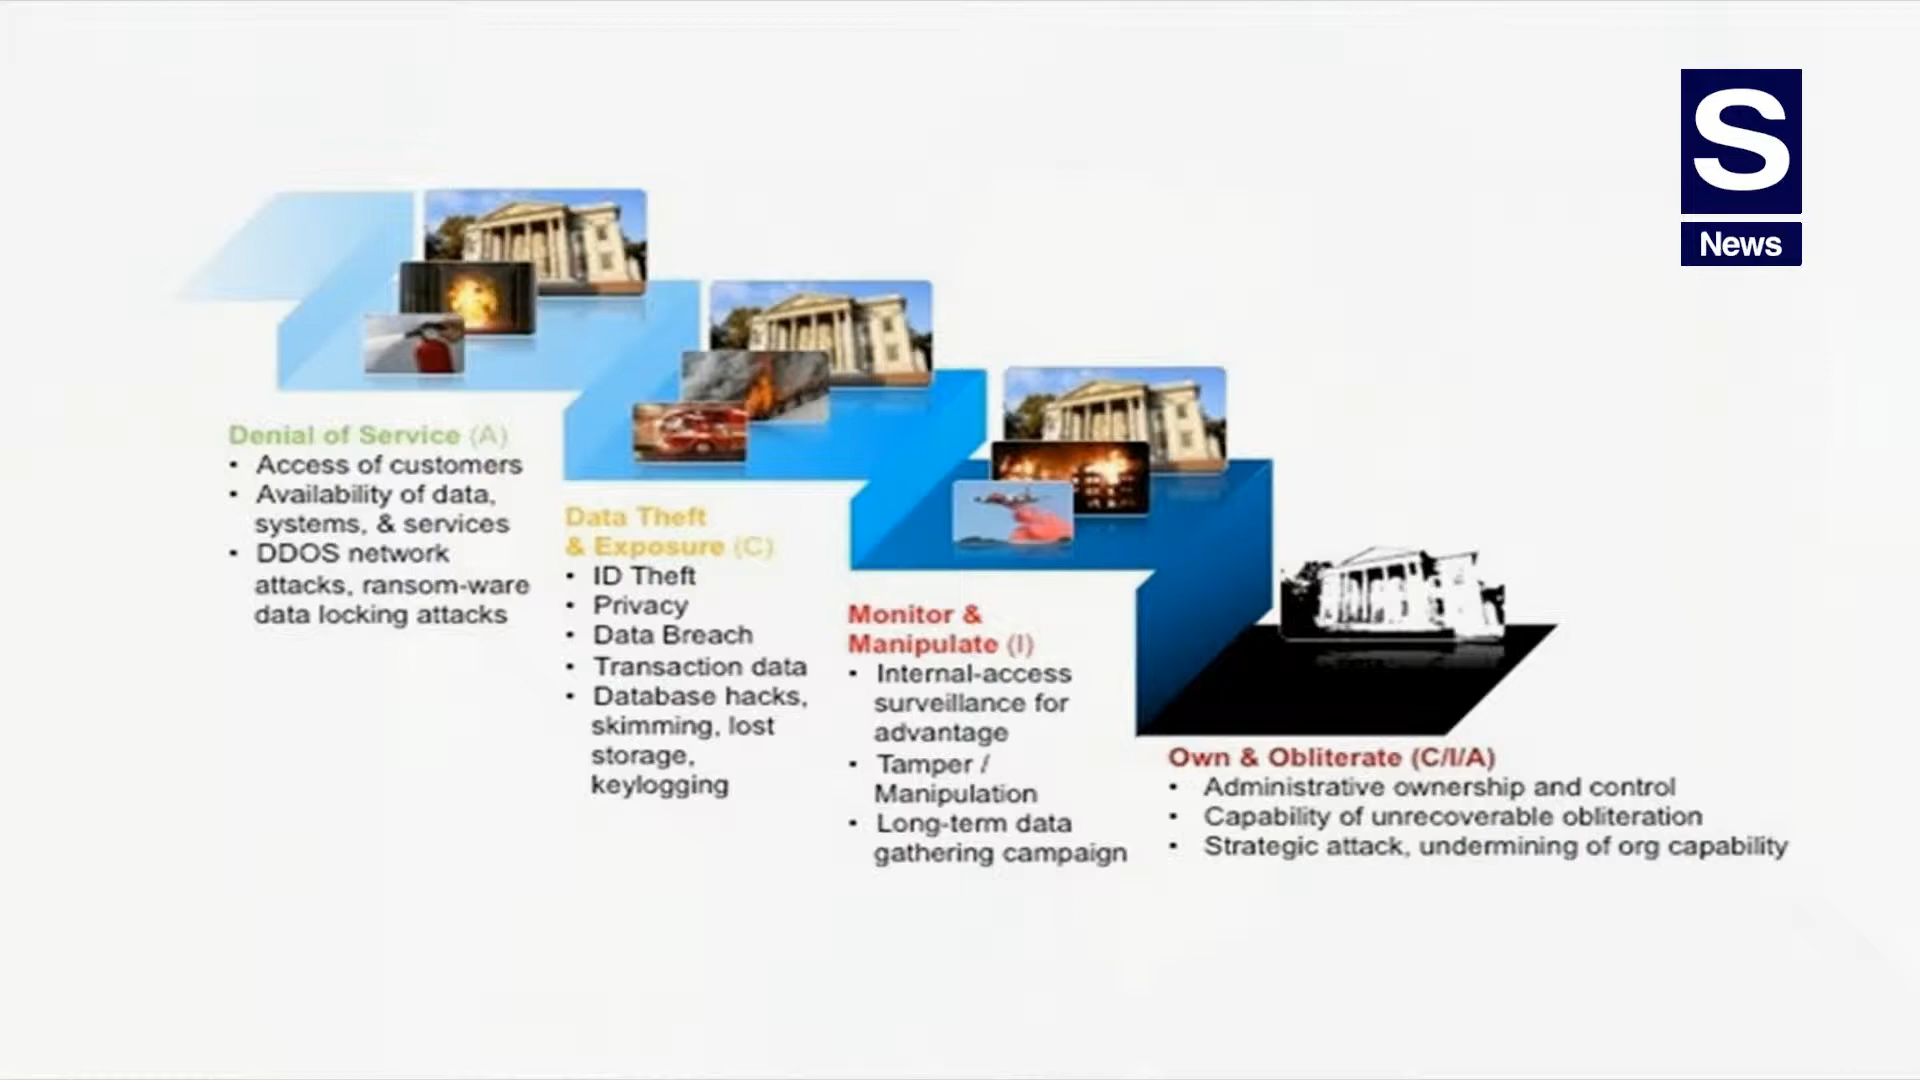 S
News
Denial of Service (A)
• Access of customers
• Availability of data,
systems, & services
• DDOS network
attacks, ransom-ware
data locking attacks
Data Theft
& Exposure (C)
• ID Theft
• Privacy
• Data Breach
• Transaction data
• Database hacks,
skimming, lost
storage,
keylogging
Monitor &
Manipulate (I)
• Internal-access
surveillance for
advantage
• Tamper /
Manipulation
• Long-term data
gathering campaign
Own & Obliterate (C/I/A)
• Administrative ownership and control
• Capability of unrecoverable obliteration
• Strategic attack, undermining of org capability